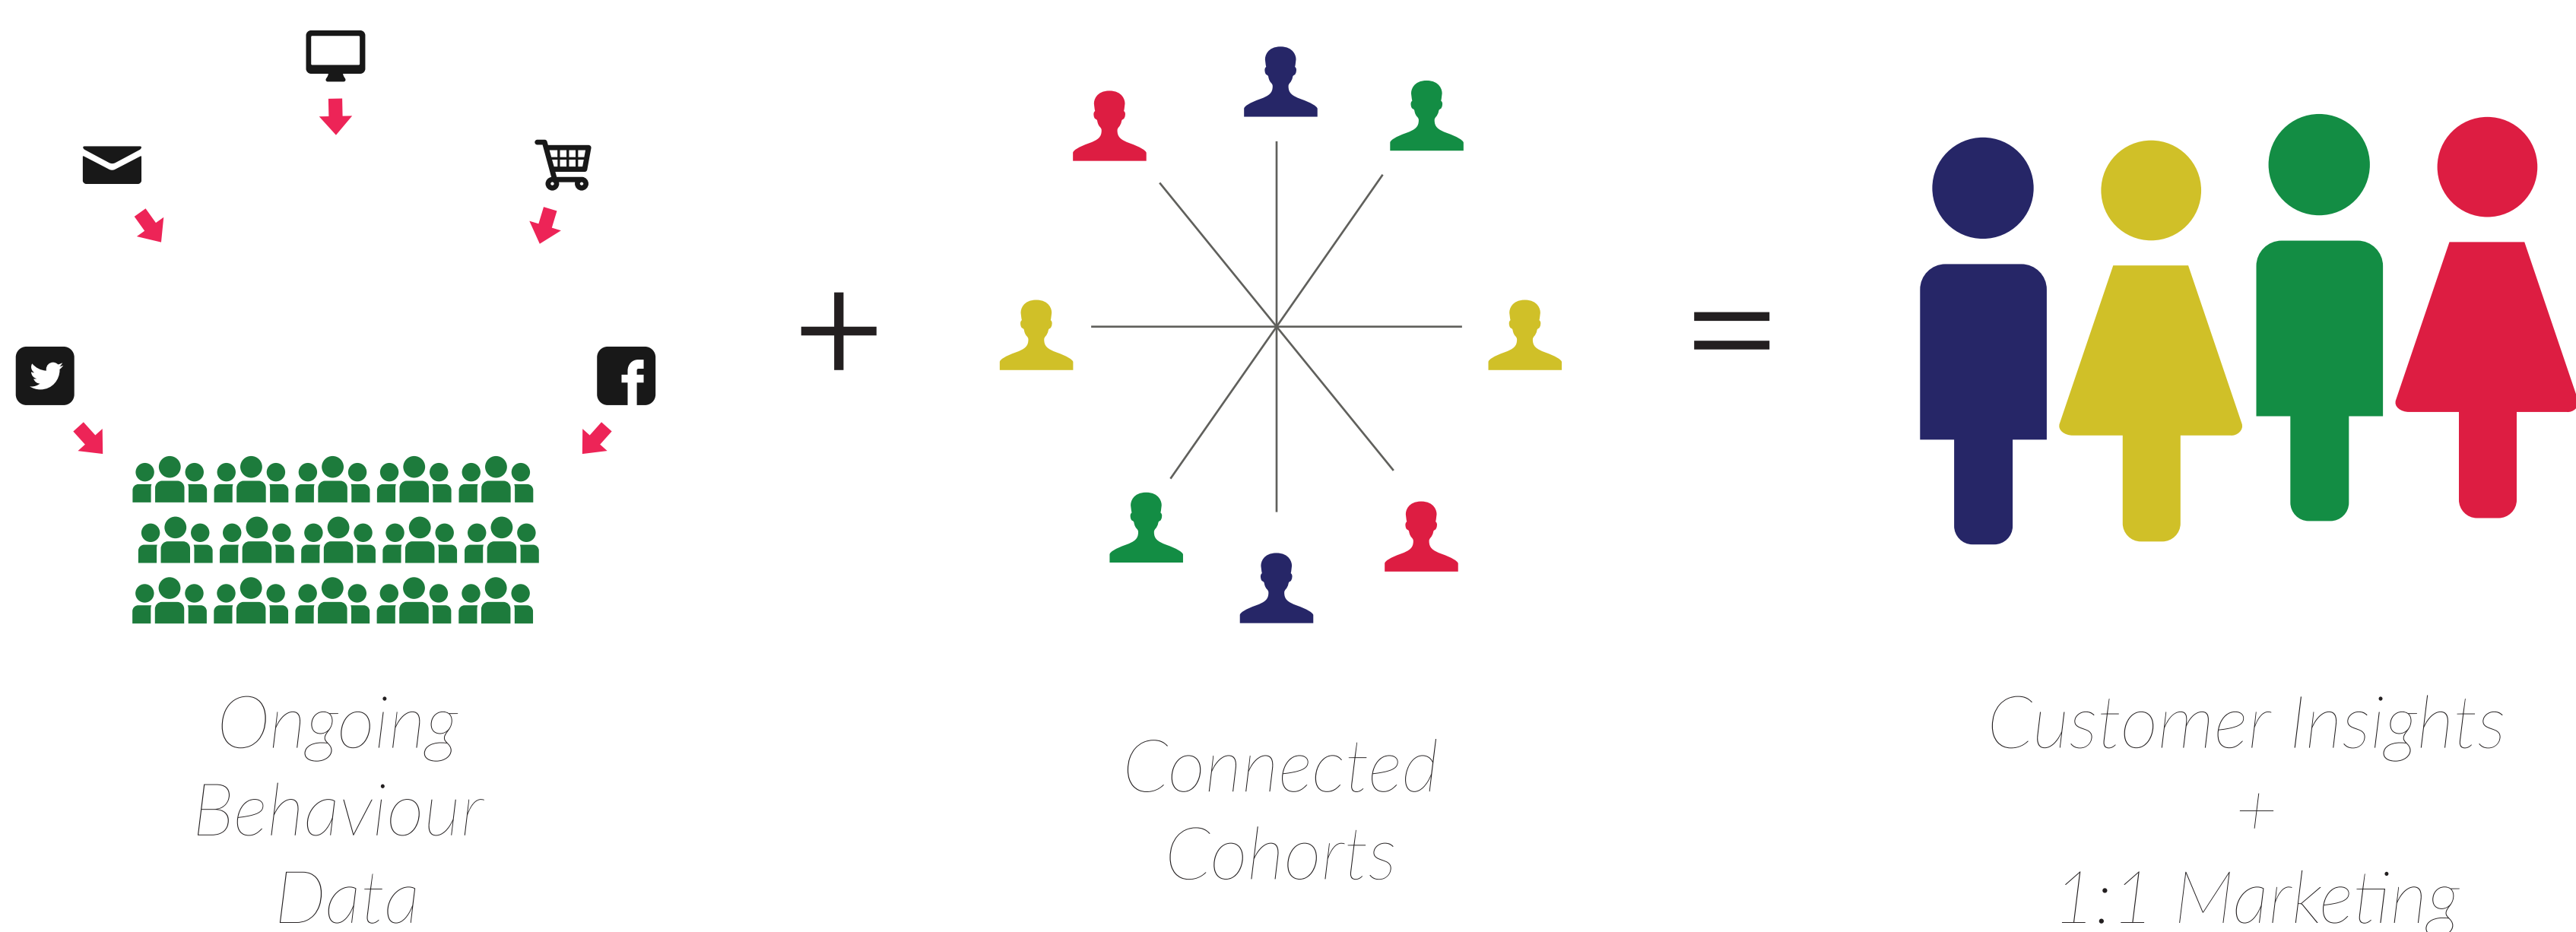 Ongoing
Behaviour
Data
+
Connected
Cohorts
=
Customer Insights
+
1:1 Marketing